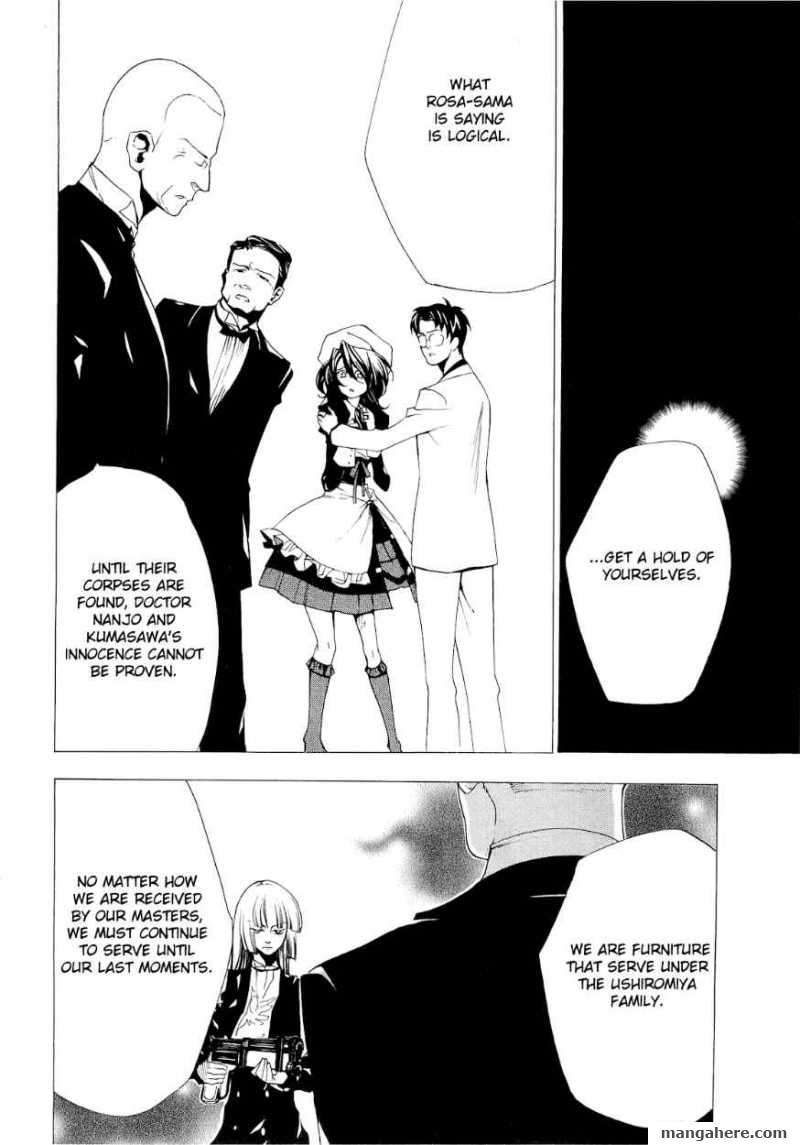 ...GET A HOLD OF
YOURSELVES.
WHAT
ROSA-SAMA
IS SAYING
IS LOGICAL.
UNTIL THEIR
CORPSES ARE
FOUND, DOCTOR
NANJO AND
KUMASAWA'S
INNOCENCE CANNOT
BE PROVEN.
WE ARE FURNITURE
THAT SERVE UNDER
THE USHIROMIYA
FAMILY.
NO MATTER HOW
WE ARE RECEIVED
BY OUR MASTERS,
WE MUST CONTINUE
TO SERVE UNTIL
OUR LAST MOMENTS.
mangahere.com